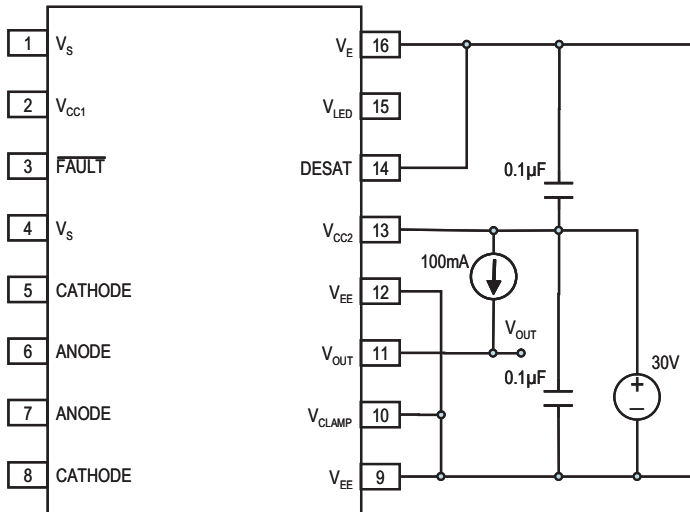 1 V_S
V_E 16
2 V_CC1
V_LED 15
3 FAULT
DESAT 14
0.1µF
4 V_S
V_CC2 13
100mA
5 CATHODE
V_EE 12
6 ANODE
V_OUT 11
V_OUT
0.1µF
30V
+
–
7 ANODE
V_CLAMP 10
8 CATHODE
V_EE 9